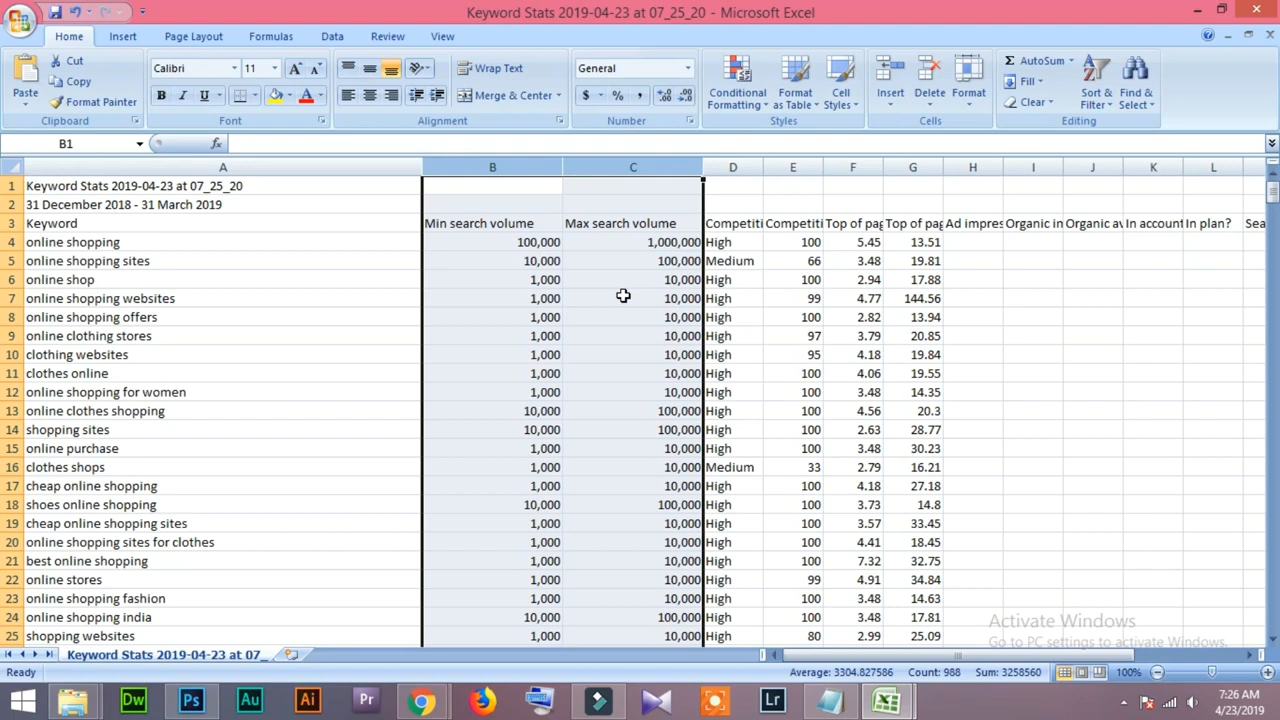 Keyword Stats 2019-04-23 at 07_25_20 - Microsoft Excel
Home Insert Page Layout Formulas Data Review View
Paste Cut Calibri 11 Wrap Text General Conditional Formatting Format as Table Cell Styles Insert Delete Format AutoSum Sort & Filter Find & Select
Copy Fill
Format Painter B I U Merge & Center $ % , Clear
Clipboard Font Alignment Number Styles Cells Editing
B1 fx
A B C D E F G H I J K L
1 Keyword Stats 2019-04-23 at 07_25_20
2 31 December 2018 - 31 March 2019
3 Keyword Min search volume Max search volume Competiti Competiti Top of pag Top of pag Ad impres Organic in Organic av In account In plan? Sea
4 online shopping 100,000 1,000,000 High 100 5.45 13.51
5 online shopping sites 10,000 100,000 Medium 66 3.48 19.81
6 online shop 1,000 10,000 High 100 2.94 17.88
7 online shopping websites 1,000 10,000 High 99 4.77 144.56
8 online shopping offers 1,000 10,000 High 100 2.82 13.94
9 online clothing stores 1,000 10,000 High 97 3.79 20.85
10 clothing websites 1,000 10,000 High 95 4.18 19.84
11 clothes online 1,000 10,000 High 100 4.06 19.55
12 online shopping for women 1,000 10,000 High 100 3.48 14.35
13 online clothes shopping 10,000 100,000 High 100 4.56 20.3
14 shopping sites 10,000 100,000 High 100 2.63 28.77
15 online purchase 1,000 10,000 High 100 3.48 30.23
16 clothes shops 1,000 10,000 Medium 33 2.79 16.21
17 cheap online shopping 1,000 10,000 High 100 4.18 27.18
18 shoes online shopping 10,000 100,000 High 100 3.73 14.8
19 cheap online shopping sites 1,000 10,000 High 100 3.57 33.45
20 online shopping sites for clothes 1,000 10,000 High 100 4.41 18.45
21 best online shopping 1,000 10,000 High 100 7.32 32.75
22 online stores 1,000 10,000 High 99 4.91 34.84
23 online shopping fashion 1,000 10,000 High 100 3.48 14.63
24 online shopping india 10,000 100,000 High 100 3.48 17.81
25 shopping websites 1,000 10,000 High 80 2.99 25.09
Activate Windows
Go to PC settings to activate Windows.
Keyword Stats 2019-04-23 at 07_
Ready Average: 3304.827586 Count: 988 Sum: 3258560 100%
Dw Ps Au Ai Pr Lr
7:26 AM
4/23/2019